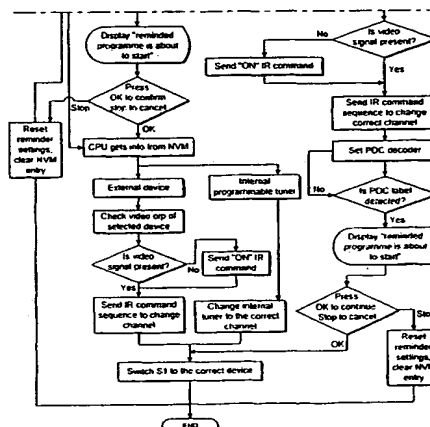 Display "reminded
programme is about
to start"
Press
OK to confirm
stop to cancel
Stop
OK
Reset
reminder
settings,
clear NVM
entry
CPU gets info from NVM
External device
Internal
programmable tuner
Check video o/p of
selected device
Is video
signal present?
No
Send "ON" IR
command
Yes
Send IR command
sequence to change
channel
Change internal
tuner to the correct
channel
Switch S1 to the correct device
END
Is video
signal present?
No
Send "ON" IR command
Yes
Send IR command
sequence to change
correct channel
Set PDC decoder
Is PDC label
detected?
No
Yes
Display "reminded
programme is about
to start"
Press
OK to continue
Stop to cancel
Stop
OK
Reset
reminder
settings,
clear NVM
entry